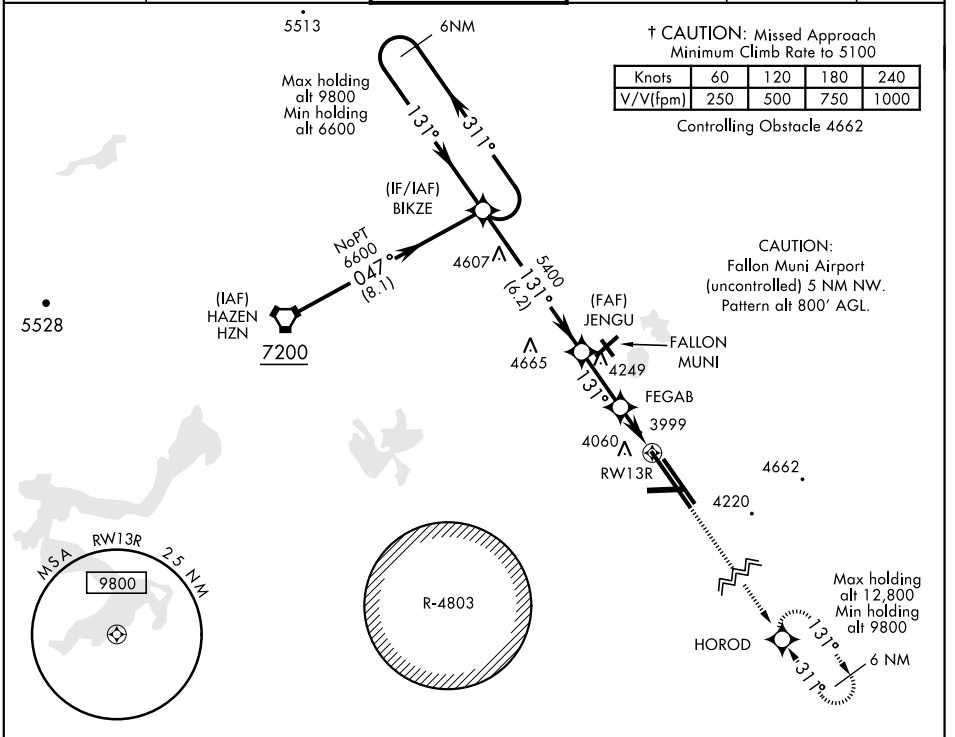 5513
6NM
Max holding
alt 9800
Min holding
alt 6600
131°
311°
† CAUTION: Missed Approach
Minimum Climb Rate to 5100
Knots 60 120 180 240
V/V(fpm) 250 500 750 1000
Controlling Obstacle 4662
(IF/IAF)
BIKZE
NoPT
6600
047°
(8.1)
4607
5400
131°
(6.2)
CAUTION:
Fallon Muni Airport
(uncontrolled) 5 NM NW.
Pattern alt 800' AGL.
5528
(IAF)
HAZEN
HZN
7200
(FAF)
JENGU
4665
FALLON
MUNI
4249
131°
FEGAB
3999
4060
RW13R
4662
4220
MSA RW13R 25 NM
9800
R-4803
Max holding
alt 12,800
Min holding
alt 9800
HOROD
131°
311°
6 NM